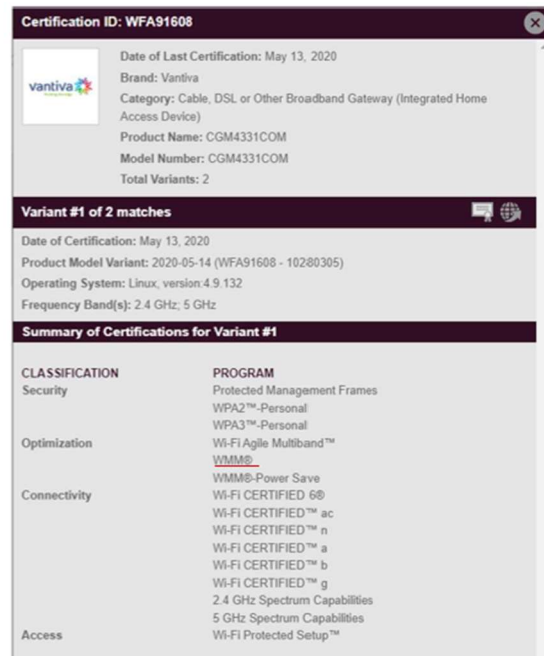 Certification ID: WFA91608
vantiva
Date of Last Certification: May 13, 2020
Brand: Vantiva
Category: Cable, DSL or Other Broadband Gateway (Integrated Home
Access Device)
Product Name: CGM4331COM
Model Number: CGM4331COM
Total Variants: 2
Variant #1 of 2 matches
Date of Certification: May 13, 2020
Product Model Variant: 2020-05-14 (WFA91608 - 10280305)
Operating System: Linux, version:4.9.132
Frequency Band(s): 2.4 GHz; 5 GHz
Summary of Certifications for Variant #1
CLASSIFICATION PROGRAM
Security Protected Management Frames
WPA2™-Personal
WPA3™-Personal
Optimization Wi-Fi Agile Multiband™
WMM®
WMM®-Power Save
Connectivity Wi-Fi CERTIFIED 6®
Wi-Fi CERTIFIED™ ac
Wi-Fi CERTIFIED™ n
Wi-Fi CERTIFIED™ a
Wi-Fi CERTIFIED™ b
Wi-Fi CERTIFIED™ g
2.4 GHz Spectrum Capabilities
5 GHz Spectrum Capabilities
Access Wi-Fi Protected Setup™